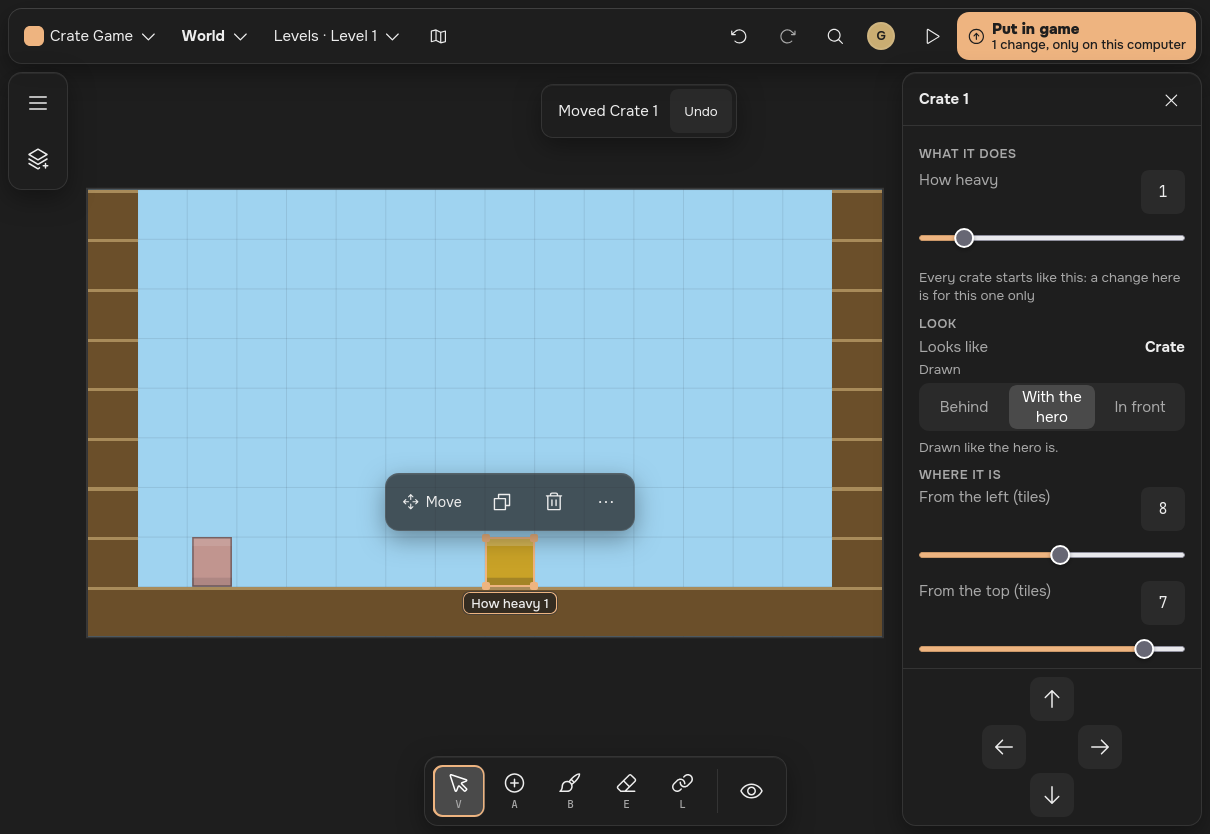 Crate Game
World
Levels · Level 1
G
Put in game
1 change, only on this computer
Moved Crate 1
Undo
Crate 1
WHAT IT DOES
How heavy
1
Every crate starts like this: a change here
is for this one only
LOOK
Looks like
Crate
Drawn
Behind
With the
hero
In front
Drawn like the hero is.
WHERE IT IS
From the left (tiles)
8
From the top (tiles)
7
Move
How heavy 1
V
A
B
E
L